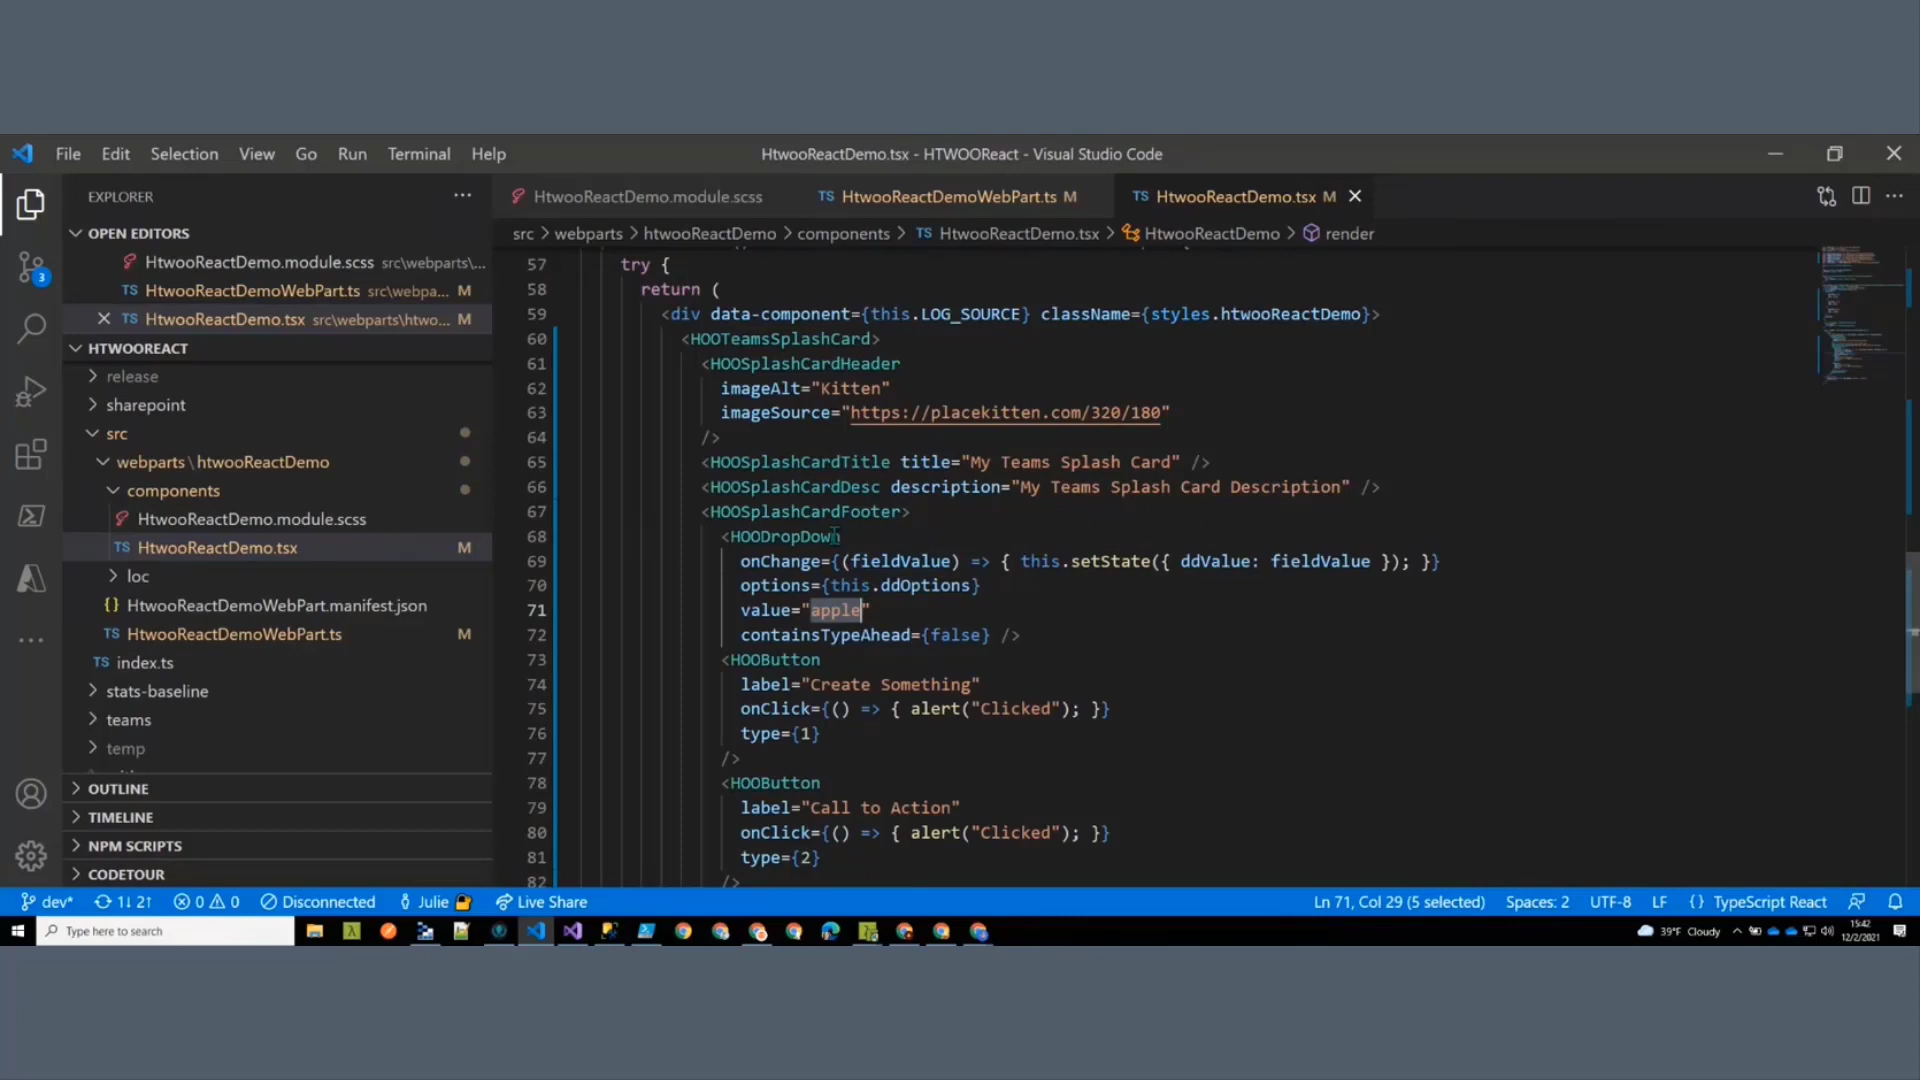 File Edit Selection View Go Run Terminal Help
HtwooReactDemo.tsx - HTWOOReact - Visual Studio Code
EXPLORER
OPEN EDITORS
HtwooReactDemo.module.scss src\webparts\...
TS HtwooReactDemoWebPart.ts src\webpa... M
TS HtwooReactDemo.tsx src\webparts\htwo... M
HTWOOREACT
release
sharepoint
src
webparts\htwooReactDemo
components
HtwooReactDemo.module.scss
TS HtwooReactDemo.tsx M
loc
{} HtwooReactDemoWebPart.manifest.json
TS HtwooReactDemoWebPart.ts M
TS index.ts
stats-baseline
teams
temp
OUTLINE
TIMELINE
NPM SCRIPTS
CODETOUR
3
HtwooReactDemo.module.scss TS HtwooReactDemoWebPart.ts M TS HtwooReactDemo.tsx M
src > webparts > htwooReactDemo > components > TS HtwooReactDemo.tsx > HtwooReactDemo > render
57 try {
58 return (
59 <div data-component={this.LOG_SOURCE} className={styles.htwooReactDemo}>
60 <HOOTeamsSplashCard>
61 <HOOSplashCardHeader
62 imageAlt="Kitten"
63 imageSource="https://placekitten.com/320/180"
64 />
65 <HOOSplashCardTitle title="My Teams Splash Card" />
66 <HOOSplashCardDesc description="My Teams Splash Card Description" />
67 <HOOSplashCardFooter>
68 <HOODropDown
69 onChange={(fieldValue) => { this.setState({ ddValue: fieldValue }); }}
70 options={this.ddOptions}
71 value="apple"
72 containsTypeAhead={false} />
73 <HOOButton
74 label="Create Something"
75 onClick={() => { alert("Clicked"); }}
76 type={1}
77 />
78 <HOOButton
79 label="Call to Action"
80 onClick={() => { alert("Clicked"); }}
81 type={2}
82 />
dev* 1↓ 2↑ 0 0 Disconnected Julie Live Share
Ln 71, Col 29 (5 selected) Spaces: 2 UTF-8 LF {} TypeScript React
Type here to search
39°F Cloudy
15:42
12/2/2021